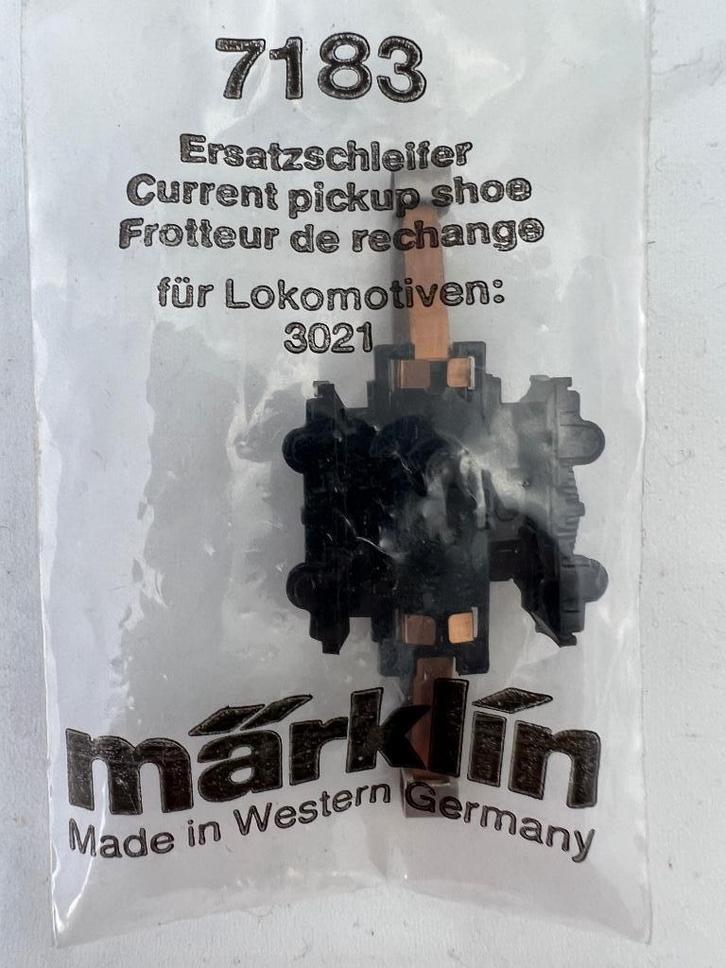 7183
Ersatzschleifer
Current pickup shoe
Frotteur de rechange
für Lokomotiven:
3021
märklin
Made in Western Germany